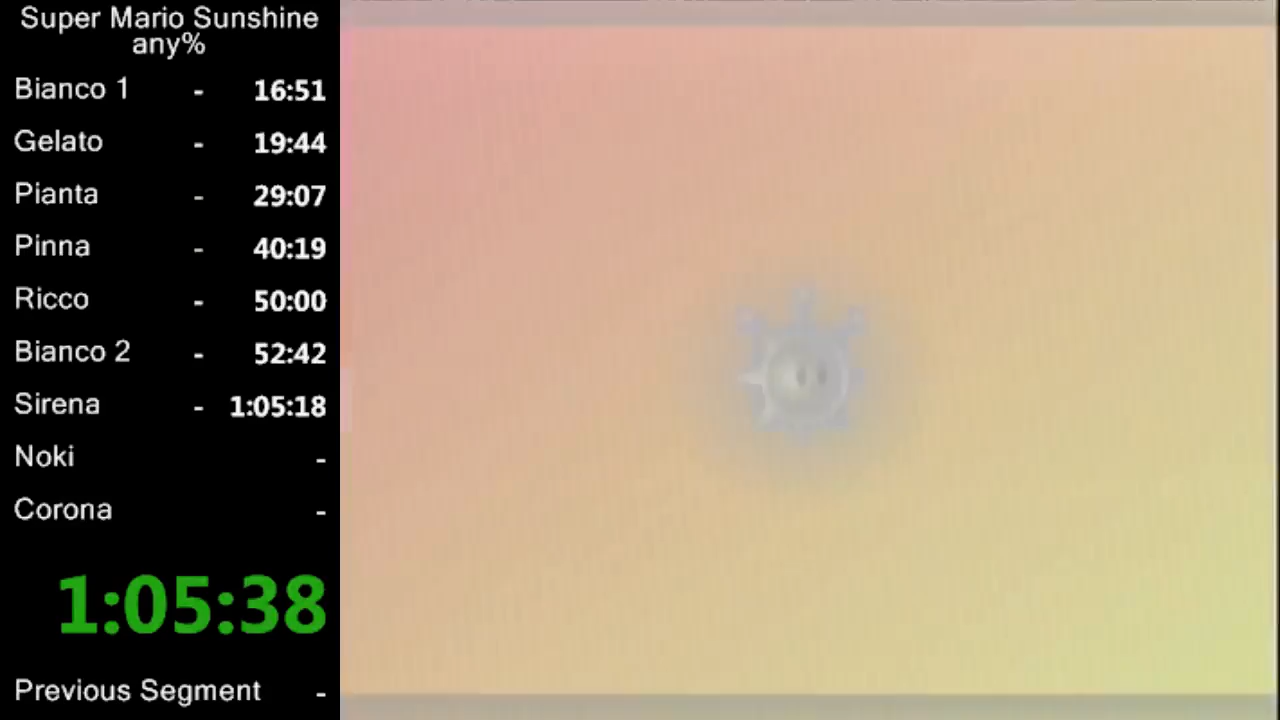 Super Mario Sunshine
any%
Bianco 1 - 16:51
Gelato - 19:44
Pianta - 29:07
Pinna - 40:19
Ricco - 50:00
Bianco 2 - 52:42
Sirena - 1:05:18
Noki -
Corona -
1:05:38
Previous Segment -